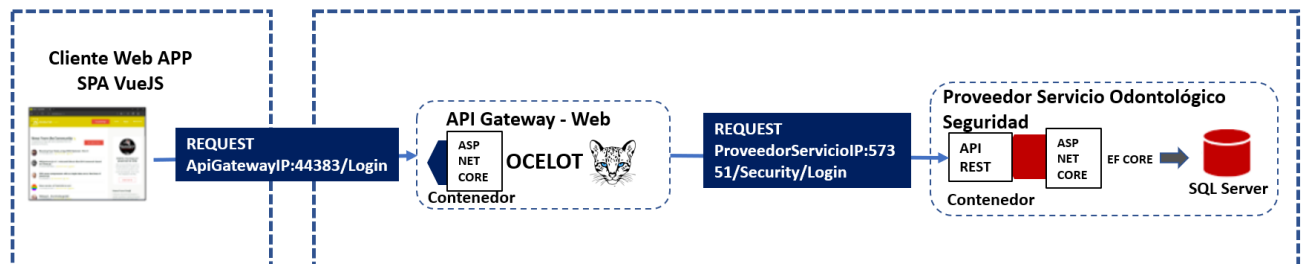 Cliente Web APP
SPA VueJS
REQUEST
ApiGatewayIP:44383/Login
API Gateway - Web
ASP
NET
CORE
OCELOT
Contenedor
REQUEST
ProveedorServicioIP:573
51/Security/Login
Proveedor Servicio Odontológico
Seguridad
API
REST
ASP
NET
CORE
Contenedor
EF CORE
SQL Server